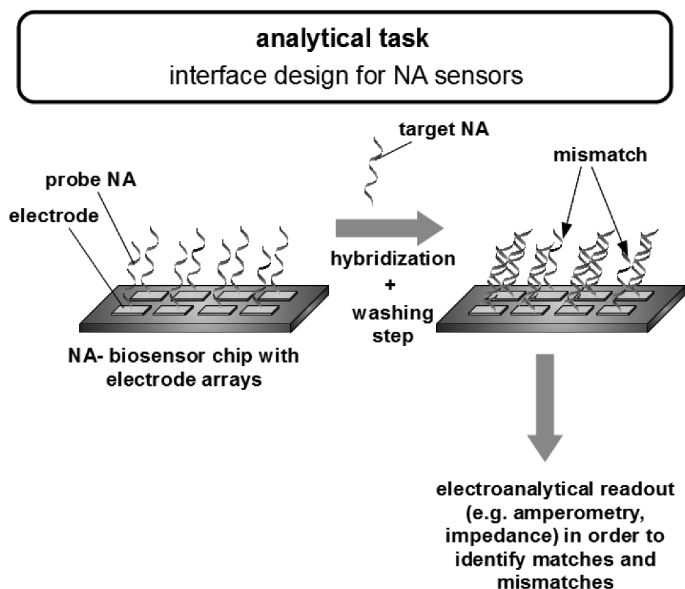 analytical task
interface design for NA sensors
target NA
mismatch
probe NA
electrode
hybridization
+
washing
step
NA- biosensor chip with
electrode arrays
electroanalytical readout
(e.g. amperometry,
impedance) in order to
identify matches and
mismatches